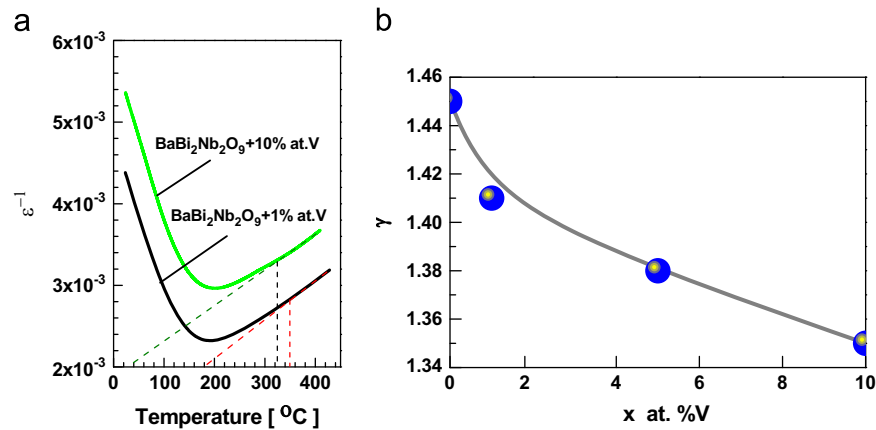 a
6x10⁻³
5x10⁻³
4x10⁻³
3x10⁻³
2x10⁻³
ε⁻¹
BaBi₂Nb₂O₉+10% at.V
BaBi₂Nb₂O₉+1% at.V
0 100 200 300 400
Temperature [ ºC ]
b
1.46
1.44
1.42
1.40
1.38
1.36
1.34
γ
0 2 4 6 8 10
x at. %V